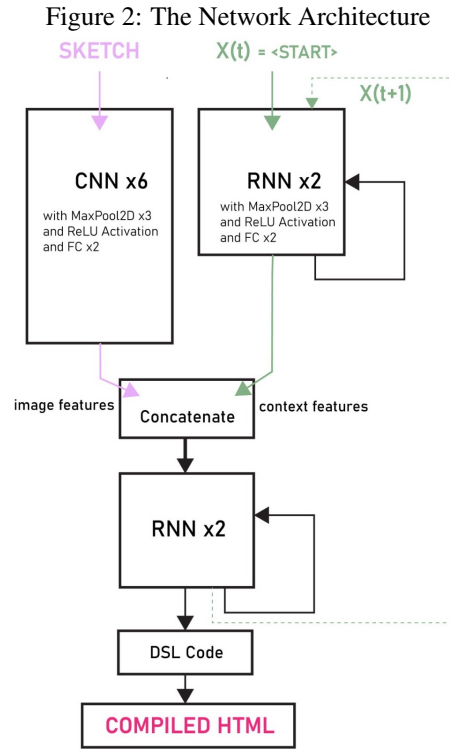 Figure 2: The Network Architecture
SKETCH
X(t) = <START>
X(t+1)
CNN x6
with MaxPool2D x3
and ReLU Activation
and FC x2
RNN x2
with MaxPool2D x3
and ReLU Activation
and FC x2
image features
Concatenate
context features
RNN x2
DSL Code
COMPILED HTML